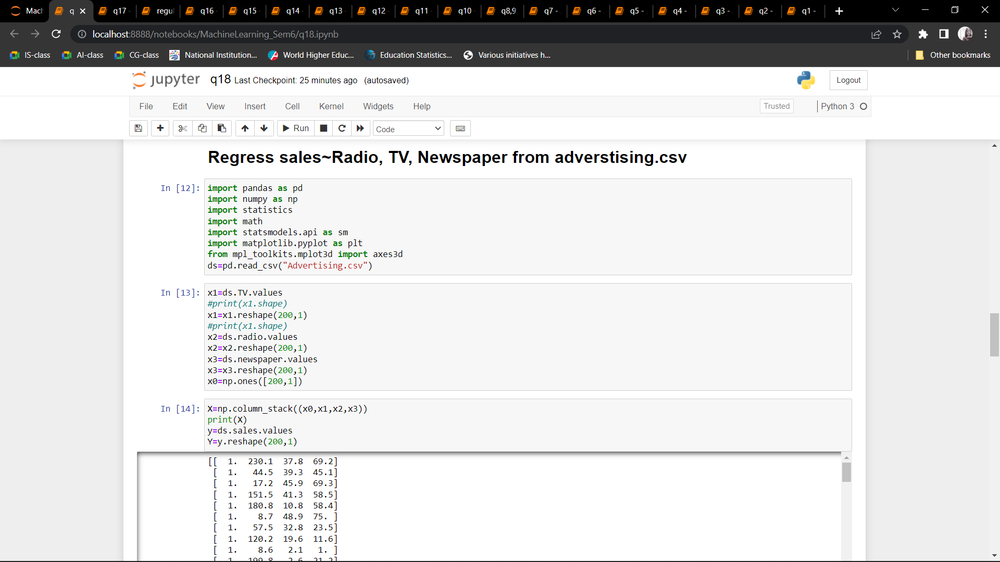 Mach
q
q17 -
regul
q16
q15
q14
q13
q12
q11
q10
q8,9
q7 -
q6 -
q5 -
q4 -
q3 -
q2 -
q1 -
localhost:8888/notebooks/MachineLearning_Sem6/q18.ipynb
IS-class
AI-class
CG-class
National Institution...
World Higher Educ...
Education Statistics...
Various initiatives h...
Other bookmarks
jupyter q18 Last Checkpoint: 25 minutes ago (autosaved)
Logout
File Edit View Insert Cell Kernel Widgets Help
Trusted
Python 3
Run
Code
Regress sales~Radio, TV, Newspaper from adverstising.csv
In [12]: import pandas as pd
import numpy as np
import statistics
import math
import statsmodels.api as sm
import matplotlib.pyplot as plt
from mpl_toolkits.mplot3d import axes3d
ds=pd.read_csv("Advertising.csv")
In [13]: x1=ds.TV.values
#print(x1.shape)
x1=x1.reshape(200,1)
#print(x1.shape)
x2=ds.radio.values
x2=x2.reshape(200,1)
x3=ds.newspaper.values
x3=x3.reshape(200,1)
x0=np.ones([200,1])
In [14]: X=np.column_stack((x0,x1,x2,x3))
print(X)
y=ds.sales.values
Y=y.reshape(200,1)
[[ 1. 230.1 37.8 69.2]
[ 1. 44.5 39.3 45.1]
[ 1. 17.2 45.9 69.3]
[ 1. 151.5 41.3 58.5]
[ 1. 180.8 10.8 58.4]
[ 1. 8.7 48.9 75. ]
[ 1. 57.5 32.8 23.5]
[ 1. 120.2 19.6 11.6]
[ 1. 8.6 2.1 1. ]
[ 1. 199.8 2.6 21.2]